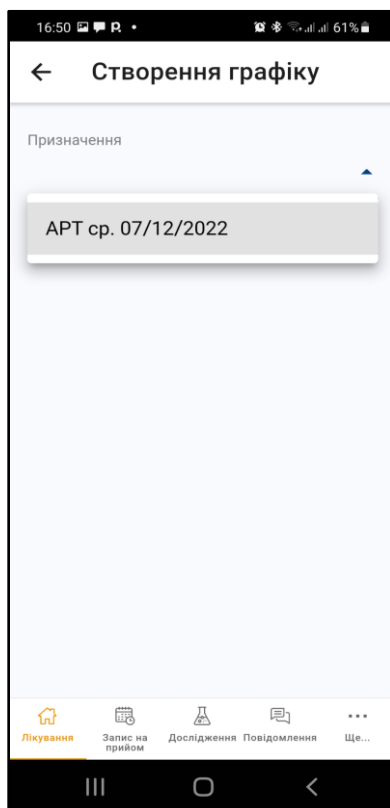 16:50 61%
Створення графіку
Призначення
АРТ ср. 07/12/2022
Лікування
Запис на
прийом
Дослідження
Повідомлення
Ще...